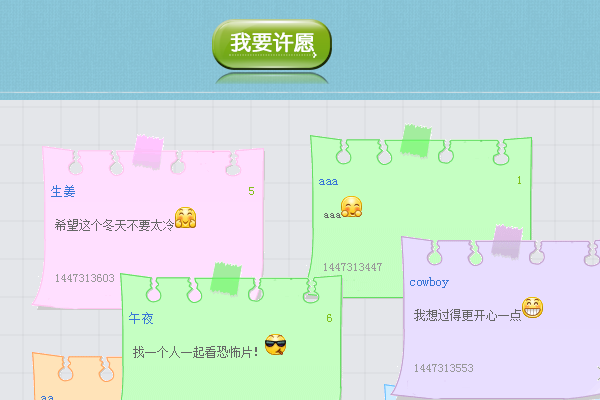 我要许愿
生姜
5
希望这个冬天不要太冷
1447313603
aaa
1
aaa
1447313447
cowboy
我想过得更开心一点
1447313553
午夜
6
找一个人一起看恐怖片!
aa